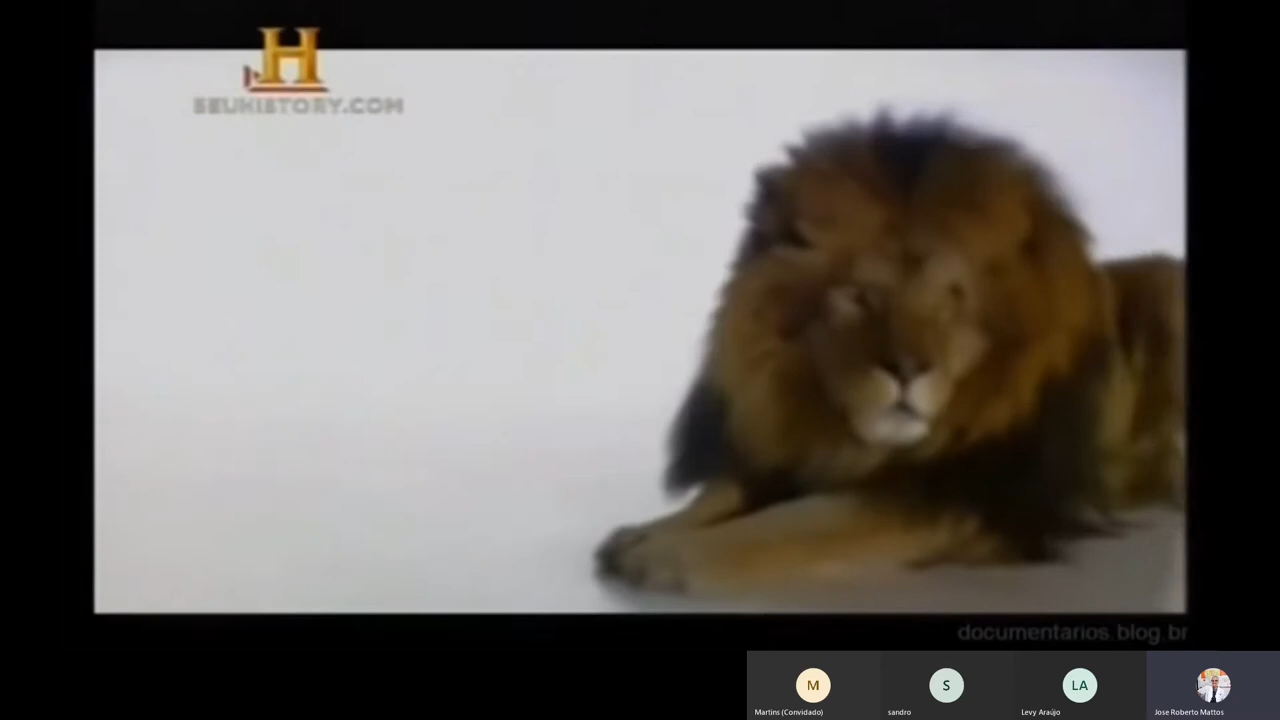 H
SEUHISTORY.COM
documentarios.blog.br
M
S
LA
Martins (Convidado)
sandro
Levy Araújo
Jose Roberto Mattos